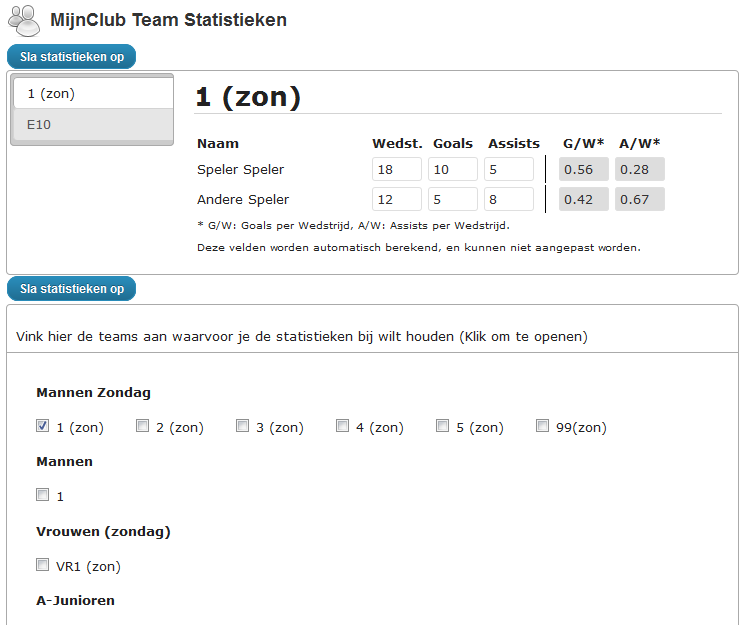 MijnClub Team Statistieken
Sla statistieken op
1 (zon)
E10
1 (zon)
Naam Wedst. Goals Assists G/W* A/W*
Speler Speler 18 10 5 0.56 0.28
Andere Speler 12 5 8 0.42 0.67
* G/W: Goals per Wedstrijd, A/W: Assists per Wedstrijd.
Deze velden worden automatisch berekend, en kunnen niet aangepast worden.
Sla statistieken op
Vink hier de teams aan waarvoor je de statistieken bij wilt houden (Klik om te openen)
Mannen Zondag
1 (zon) 2 (zon) 3 (zon) 4 (zon) 5 (zon) 99(zon)
Mannen
1
Vrouwen (zondag)
VR1 (zon)
A-Junioren